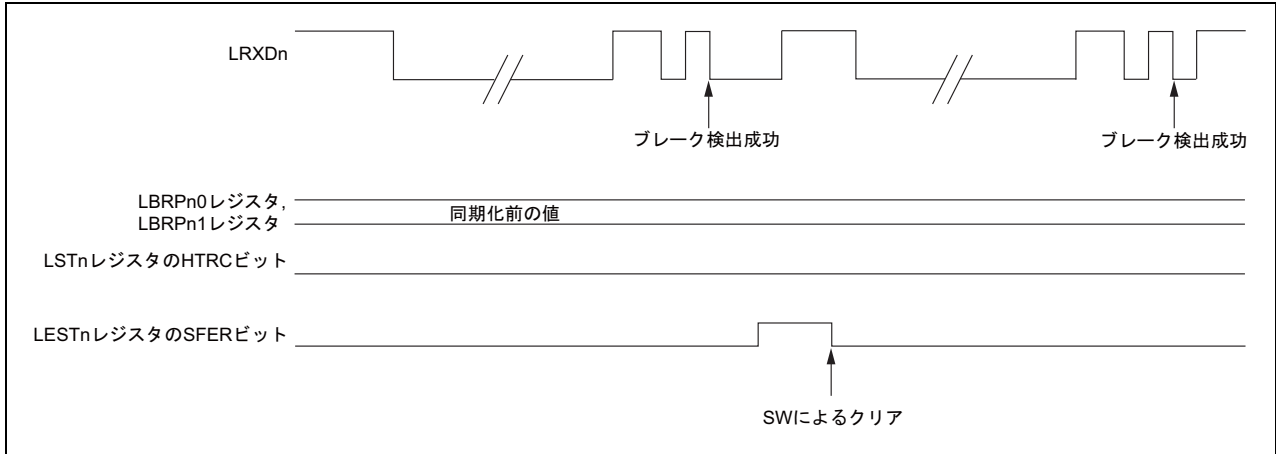 LRXDn
ブレーク検出成功
ブレーク検出成功
LBRPn0レジスタ,
LBRPn1レジスタ
同期化前の値
LSTnレジスタのHTRCビット
LESTnレジスタのSFERビット
SWによるクリア